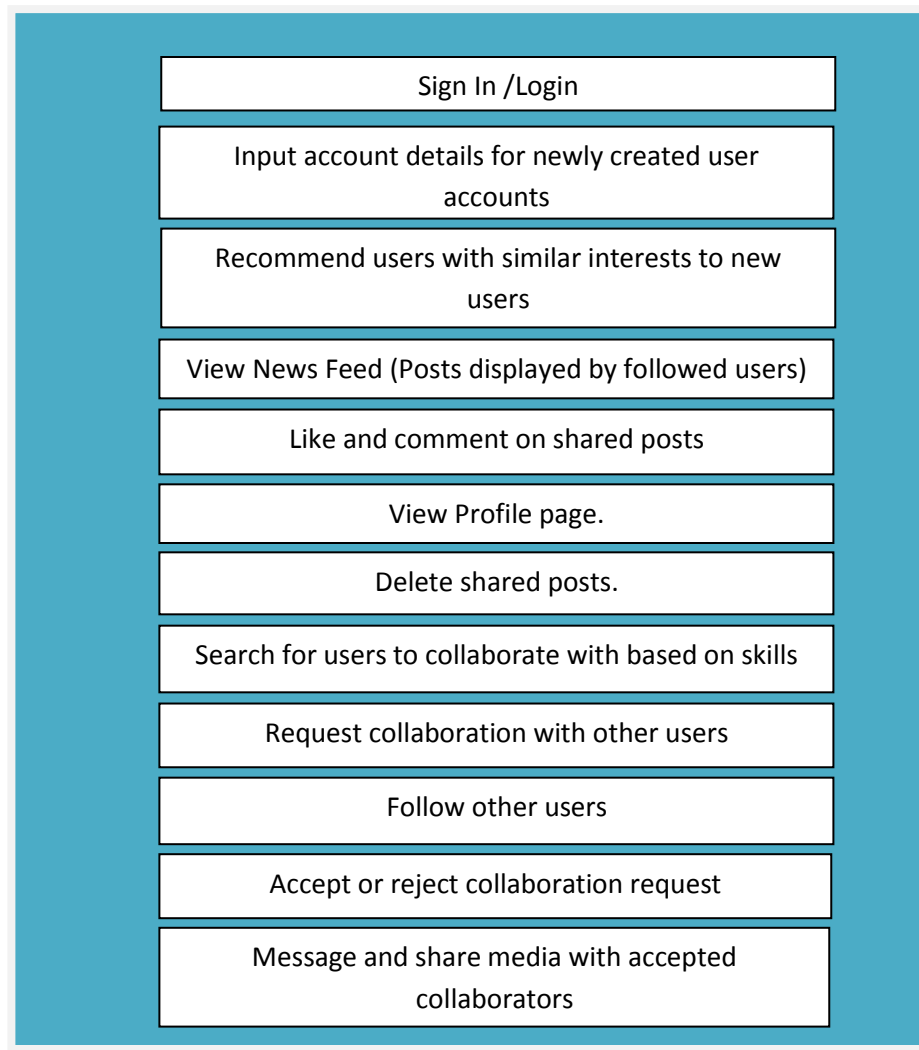 Sign In /Login
Input account details for newly created user
accounts
Recommend users with similar interests to new
users
View News Feed (Posts displayed by followed users)
Like and comment on shared posts
View Profile page.
Delete shared posts.
Search for users to collaborate with based on skills
Request collaboration with other users
Follow other users
Accept or reject collaboration request
Message and share media with accepted
collaborators